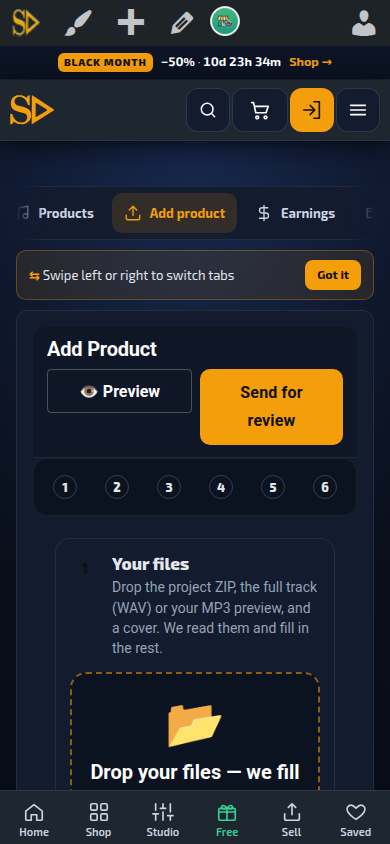 BLACK MONTH −50% · 10d 23h 34m Shop →
Products Add product Earnings
⇆ Swipe left or right to switch tabs Got it
Add Product
Preview
Send for
review
1 2 3 4 5 6
Your files
Drop the project ZIP, the full track
(WAV) or your MP3 preview, and
a cover. We read them and fill in
the rest.
Drop your files — we fill
Home Shop Studio Free Sell Saved